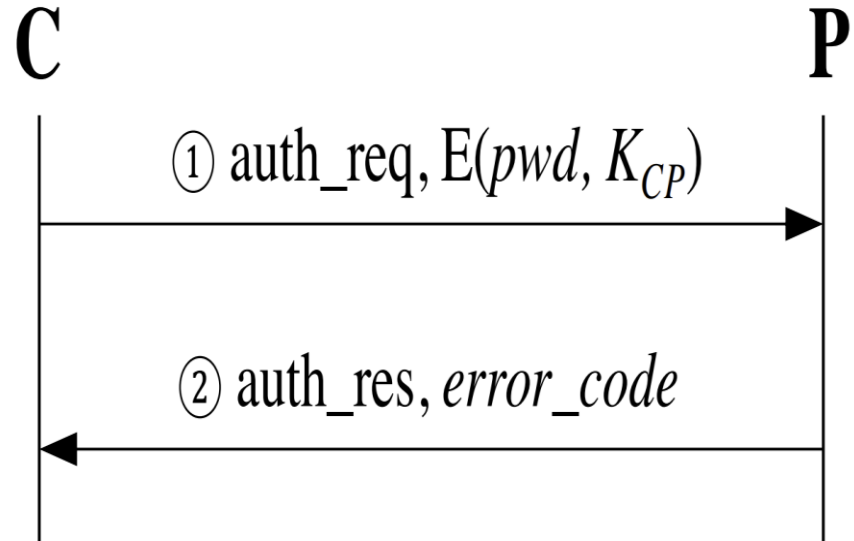 C P
① auth_req, E(pwd, K_CP)
② auth_res, error_code